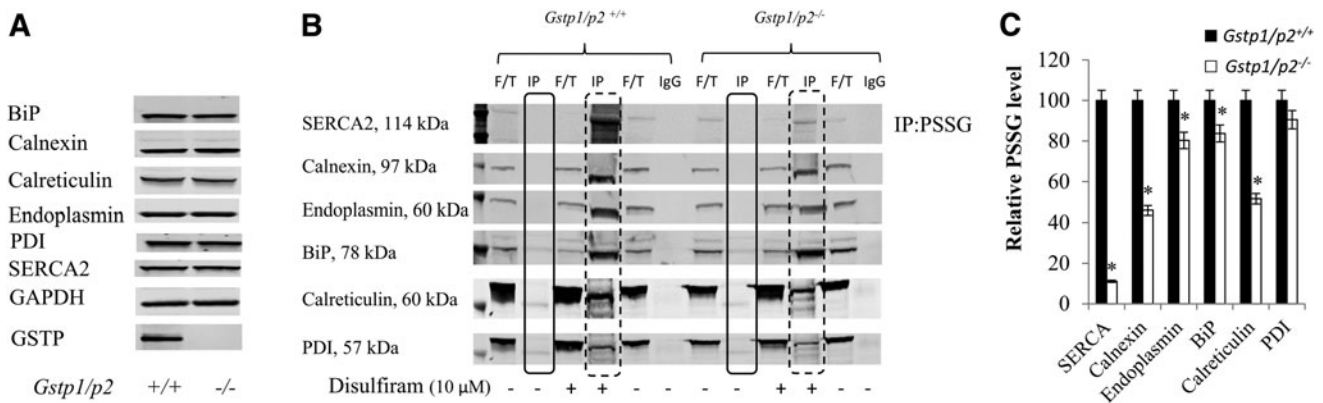 A
BiP
Calnexin
Calreticulin
Endoplasmin
PDI
SERCA2
GAPDH
GSTP
Gstp1/p2 +/+ -/-
B
Gstp1/p2 +/+ Gstp1/p2-/-
F/T IP F/T IP F/T IgG F/T IP F/T IP F/T IgG
SERCA2, 114 kDa
IP:PSSG
Calnexin, 97 kDa
Endoplasmin, 60 kDa
BiP, 78 kDa
Calreticulin, 60 kDa
PDI, 57 kDa
Disulfiram (10 μM) - - + + - - - - + + - -
C
Gstp1/p2+/+
Gstp1/p2-/-
Relative PSSG level
120
100
80
60
40
20
0
* * * * *
SERCA
Calnexin
Endoplasmin
BiP
Calreticulin
PDI